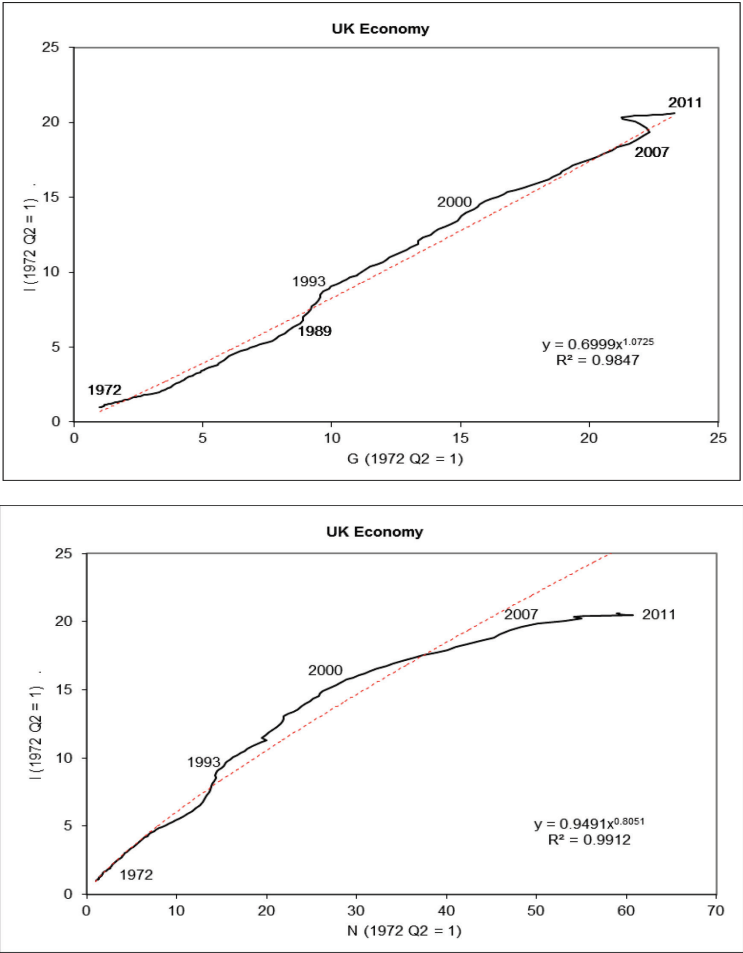 UK Economy
25
20
15
10
5
0
I (1972 Q2 = 1) .
2011
2007
2000
1993
1989
1972
y = 0.6999x^1.0725
R² = 0.9847
0 5 10 15 20 25
G (1972 Q2 = 1)
UK Economy
25
20
15
10
5
0
I (1972 Q2 = 1) .
2007
2011
2000
1993
1972
y = 0.9491x^0.8051
R² = 0.9912
0 10 20 30 40 50 60 70
N (1972 Q2 = 1)